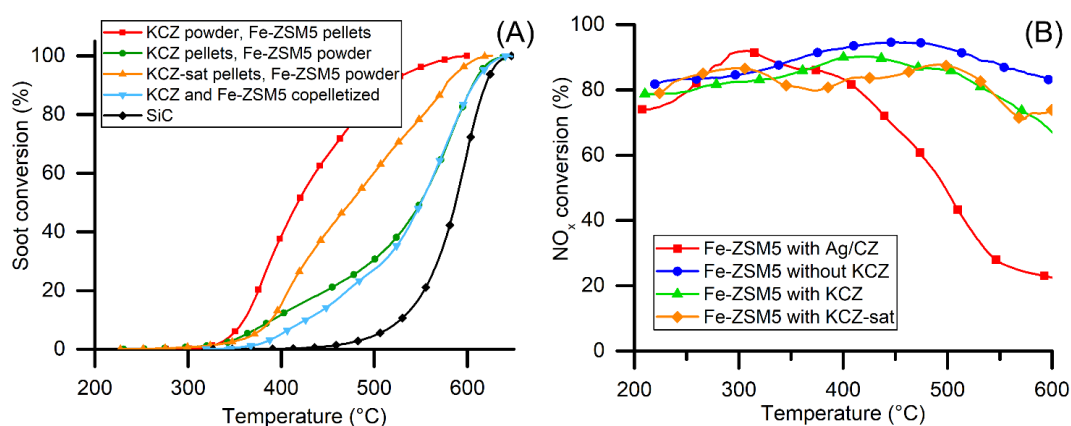 (A)
KCZ powder, Fe-ZSM5 pellets
KCZ pellets, Fe-ZSM5 powder
KCZ-sat pellets, Fe-ZSM5 powder
KCZ and Fe-ZSM5 copelletized
SiC
Soot conversion (%)
100
80
60
40
20
0
200 300 400 500 600
Temperature (°C)
(B)
NOx conversion (%)
100
80
60
40
20
0
Fe-ZSM5 with Ag/CZ
Fe-ZSM5 without KCZ
Fe-ZSM5 with KCZ
Fe-ZSM5 with KCZ-sat
200 300 400 500 600
Temperature (°C)